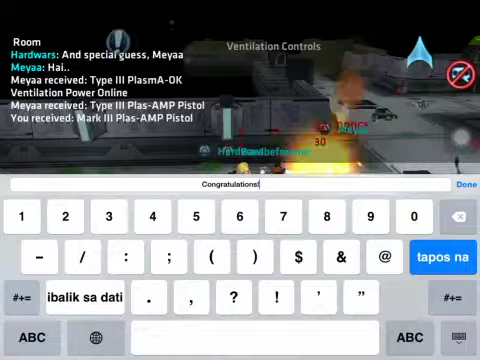 Room
Ventilation Controls
Hardwars: And special guess, Meyaa
Meyaa: Hai..
Meyaa received: Type III PlasmA-OK
Ventilation Power Online
Meyaa received: Type III Plas-AMP Pistol
You received: Mark III Plas-AMP Pistol
Meyaa
30
Congratulations!
Done
1 2 3 4 5 6 7 8 9 0
- / : ; ( ) $ & @ tapos na
#+= ibalik sa dati . , ? ! ' " #+=
ABC ABC